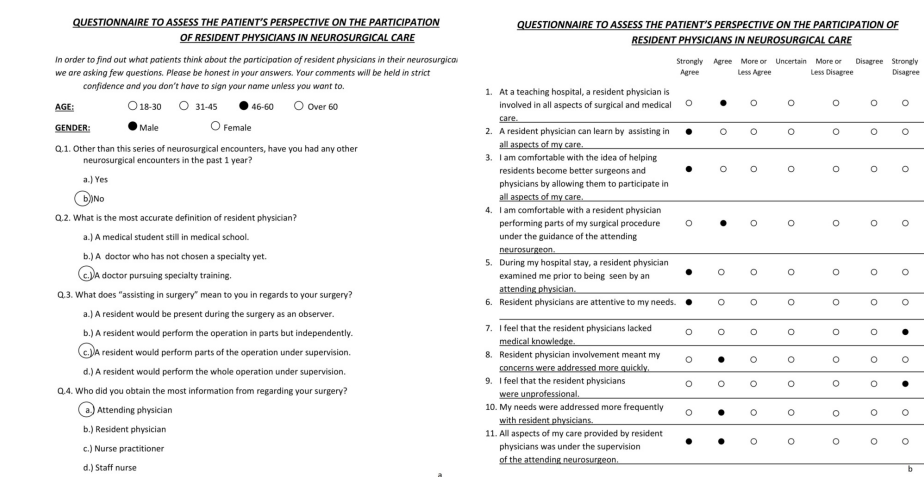 QUESTIONNAIRE TO ASSESS THE PATIENT'S PERSPECTIVE ON THE PARTICIPATION
OF RESIDENT PHYSICIANS IN NEUROSURGICAL CARE
In order to find out what patients think about the participation of resident physicians in their neurosurgical
we are asking few questions. Please be honest in your answers. Your comments will be held in strict
confidence and you don't have to sign your name unless you want to.
AGE: 18-30 31-45 46-60 Over 60
GENDER: Male Female
Q.1. Other than this series of neurosurgical encounters, have you had any other
neurosurgical encounters in the past 1 year?
a.) Yes
b.)No
Q.2. What is the most accurate definition of resident physician?
a.) A medical student still in medical school.
b.) A doctor who has not chosen a specialty yet.
c.)A doctor pursuing specialty training.
Q.3. What does "assisting in surgery" mean to you in regards to your surgery?
a.) A resident would be present during the surgery as an observer.
b.) A resident would perform the operation in parts but independently.
c.)A resident would perform parts of the operation under supervision.
d.) A resident would perform the whole operation under supervision.
Q.4. Who did you obtain the most information from regarding your surgery?
a.) Attending physician
b.) Resident physician
c.) Nurse practitioner
d.) Staff nurse
a
QUESTIONNAIRE TO ASSESS THE PATIENT'S PERSPECTIVE ON THE PARTICIPATION OF
RESIDENT PHYSICIANS IN NEUROSURGICAL CARE
Strongly Agree More or Uncertain More or Disagree Strongly
Agree Less Agree Less Disagree Disagree
1. At a teaching hospital, a resident physician is
involved in all aspects of surgical and medical
care.
2. A resident physician can learn by assisting in
all aspects of my care.
3. I am comfortable with the idea of helping
residents become better surgeons and
physicians by allowing them to participate in
all aspects of my care.
4. I am comfortable with a resident physician
performing parts of my surgical procedure
under the guidance of the attending
neurosurgeon.
5. During my hospital stay, a resident physician
examined me prior to being seen by an
attending physician.
6. Resident physicians are attentive to my needs.
7. I feel that the resident physicians lacked
medical knowledge.
8. Resident physician involvement meant my
concerns were addressed more quickly.
9. I feel that the resident physicians
were unprofessional.
10. My needs were addressed more frequently
with resident physicians.
11. All aspects of my care provided by resident
physicians was under the supervision
of the attending neurosurgeon.
b